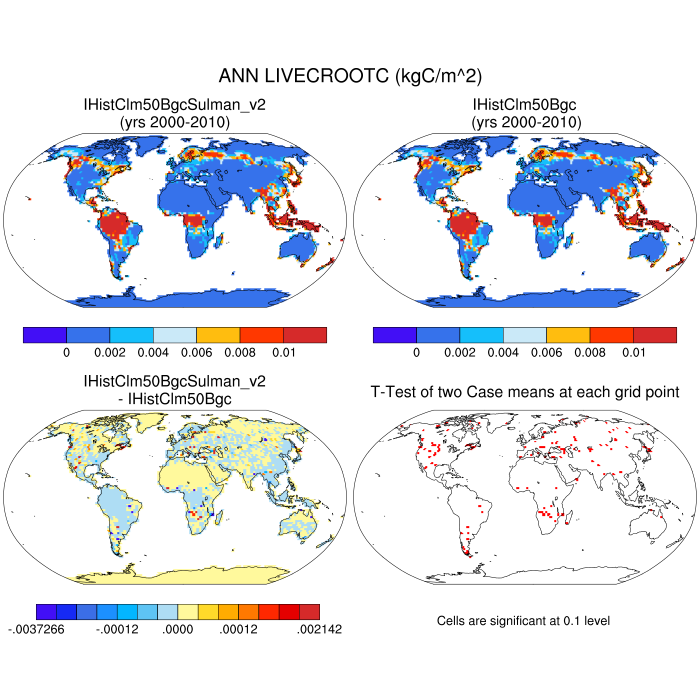 ANN LIVECROOTC (kgC/m^2)
IHistClm50BgcSulman_v2
(yrs 2000-2010)
IHistClm50Bgc
(yrs 2000-2010)
0 0.002 0.004 0.006 0.008 0.01
0 0.002 0.004 0.006 0.008 0.01
IHistClm50BgcSulman_v2
- IHistClm50Bgc
T-Test of two Case means at each grid point
-.0037266 -.00012 .0000 .00012 .002142
Cells are significant at 0.1 level